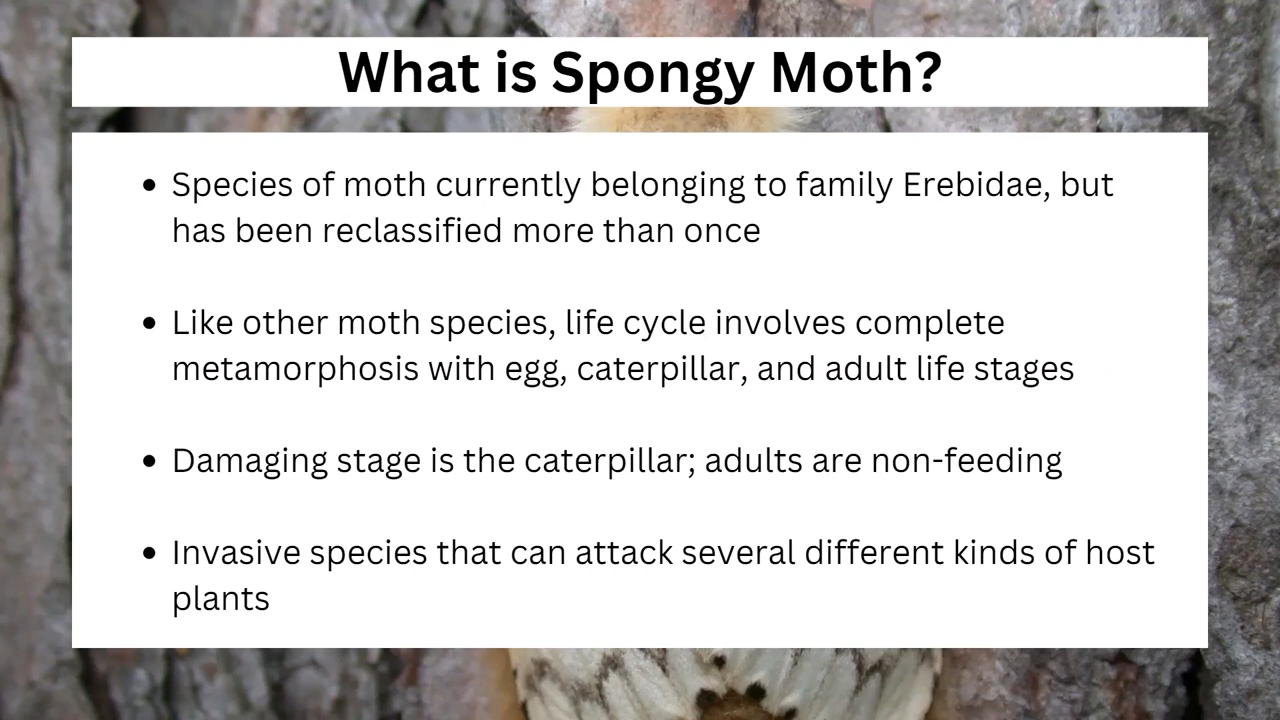 What is Spongy Moth?
• Species of moth currently belonging to family Erebidae, but
has been reclassified more than once
• Like other moth species, life cycle involves complete
metamorphosis with egg, caterpillar, and adult life stages
• Damaging stage is the caterpillar; adults are non-feeding
• Invasive species that can attack several different kinds of host
plants